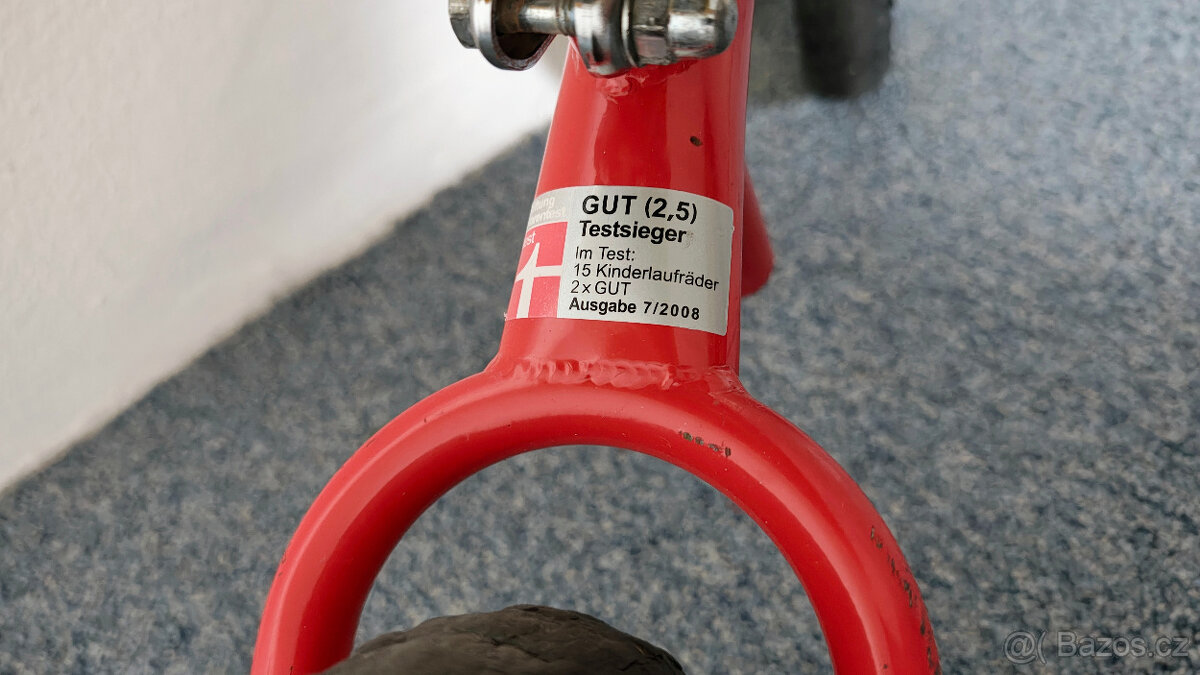 GUT (2,5)
Testsieger
Im Test:
15 Kinderlaufräder
2 x GUT
Ausgabe 7/2008
@( Bazos.cz